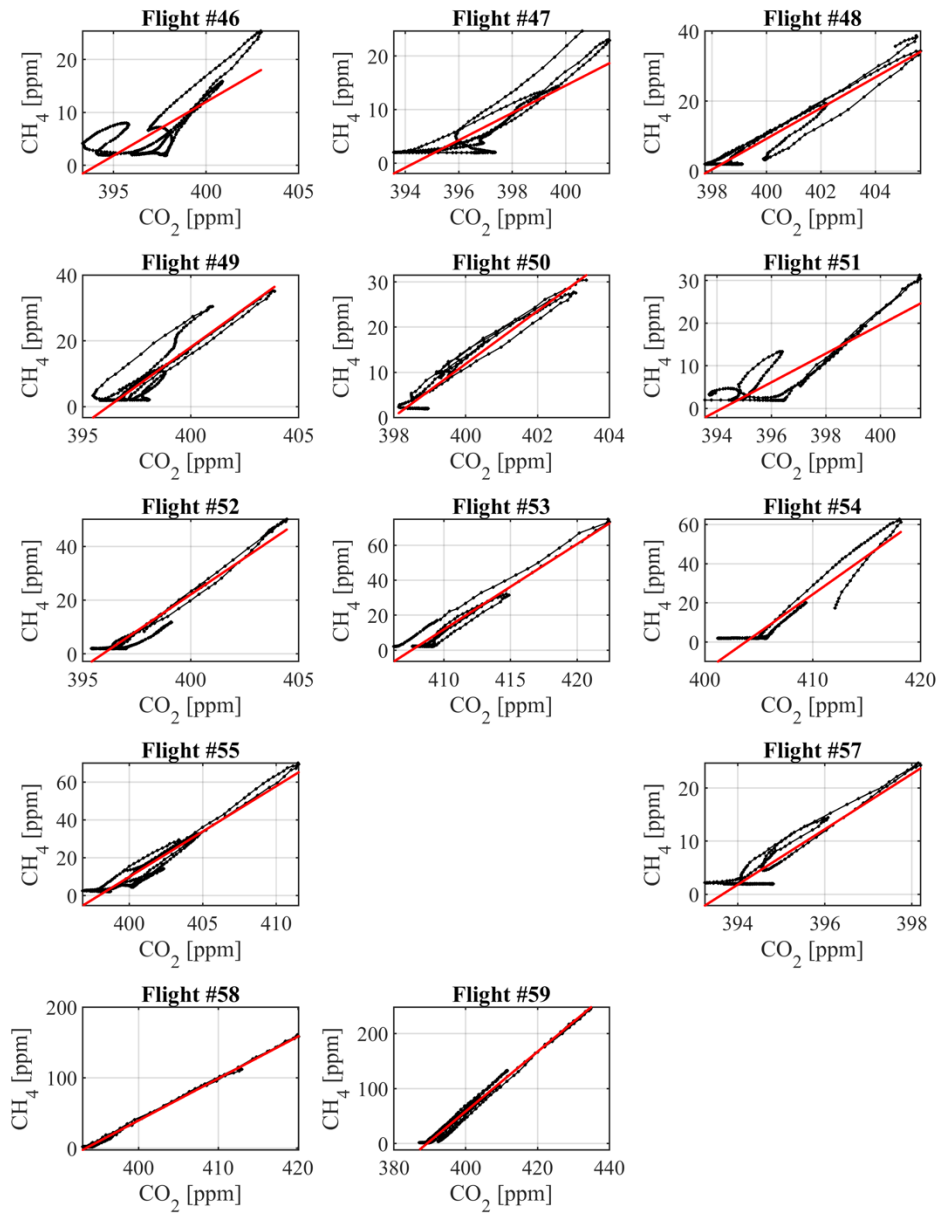 Flight #46 Flight #47 Flight #48
CH4 [ppm] 20 10 0 CH4 [ppm] 20 10 0 CH4 [ppm] 40 20 0
395 400 405 394 396 398 400 398 400 402 404
CO2 [ppm] CO2 [ppm] CO2 [ppm]
Flight #49 Flight #50 Flight #51
CH4 [ppm] 40 20 0 CH4 [ppm] 30 20 10 0 CH4 [ppm] 30 20 10 0
395 400 405 398 400 402 404 394 396 398 400
CO2 [ppm] CO2 [ppm] CO2 [ppm]
Flight #52 Flight #53 Flight #54
CH4 [ppm] 40 20 0 CH4 [ppm] 60 40 20 0 CH4 [ppm] 60 40 20 0
395 400 405 410 415 420 400 410 420
CO2 [ppm] CO2 [ppm] CO2 [ppm]
Flight #55 Flight #57
CH4 [ppm] 60 40 20 0 CH4 [ppm] 20 10 0
400 405 410 394 396 398
CO2 [ppm] CO2 [ppm]
Flight #58 Flight #59
CH4 [ppm] 200 100 0 CH4 [ppm] 200 100 0
400 410 420 380 400 420 440
CO2 [ppm] CO2 [ppm]